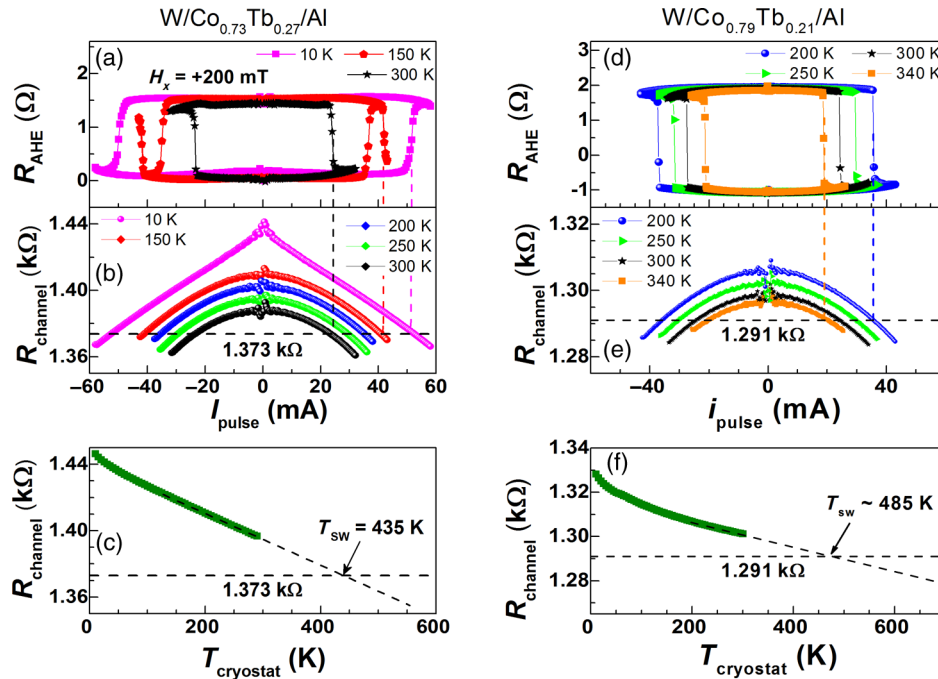 W/Co0.73Tb0.27/Al
(a)
10 K
150 K
300 K
Hx = +200 mT
RAHE (Ω)
2
1
0
(b)
10 K
150 K
200 K
250 K
300 K
1.373 kΩ
Rchannel (kΩ)
1.44
1.40
1.36
−60 −40 −20 0 20 40 60
Ipulse (mA)
(c)
Tsw = 435 K
1.373 kΩ
Rchannel (kΩ)
1.44
1.40
1.36
0 200 400 600
Tcryostat (K)
W/Co0.79Tb0.21/Al
(d)
200 K
250 K
300 K
340 K
RAHE (Ω)
3
2
1
0
-1
(e)
200 K
250 K
300 K
340 K
1.291 kΩ
Rchannel (kΩ)
1.32
1.30
1.28
−40 0 40
ipulse (mA)
(f)
Tsw ~ 485 K
1.291 kΩ
Rchannel (kΩ)
1.34
1.32
1.30
1.28
0 200 400 600
Tcryostat (K)